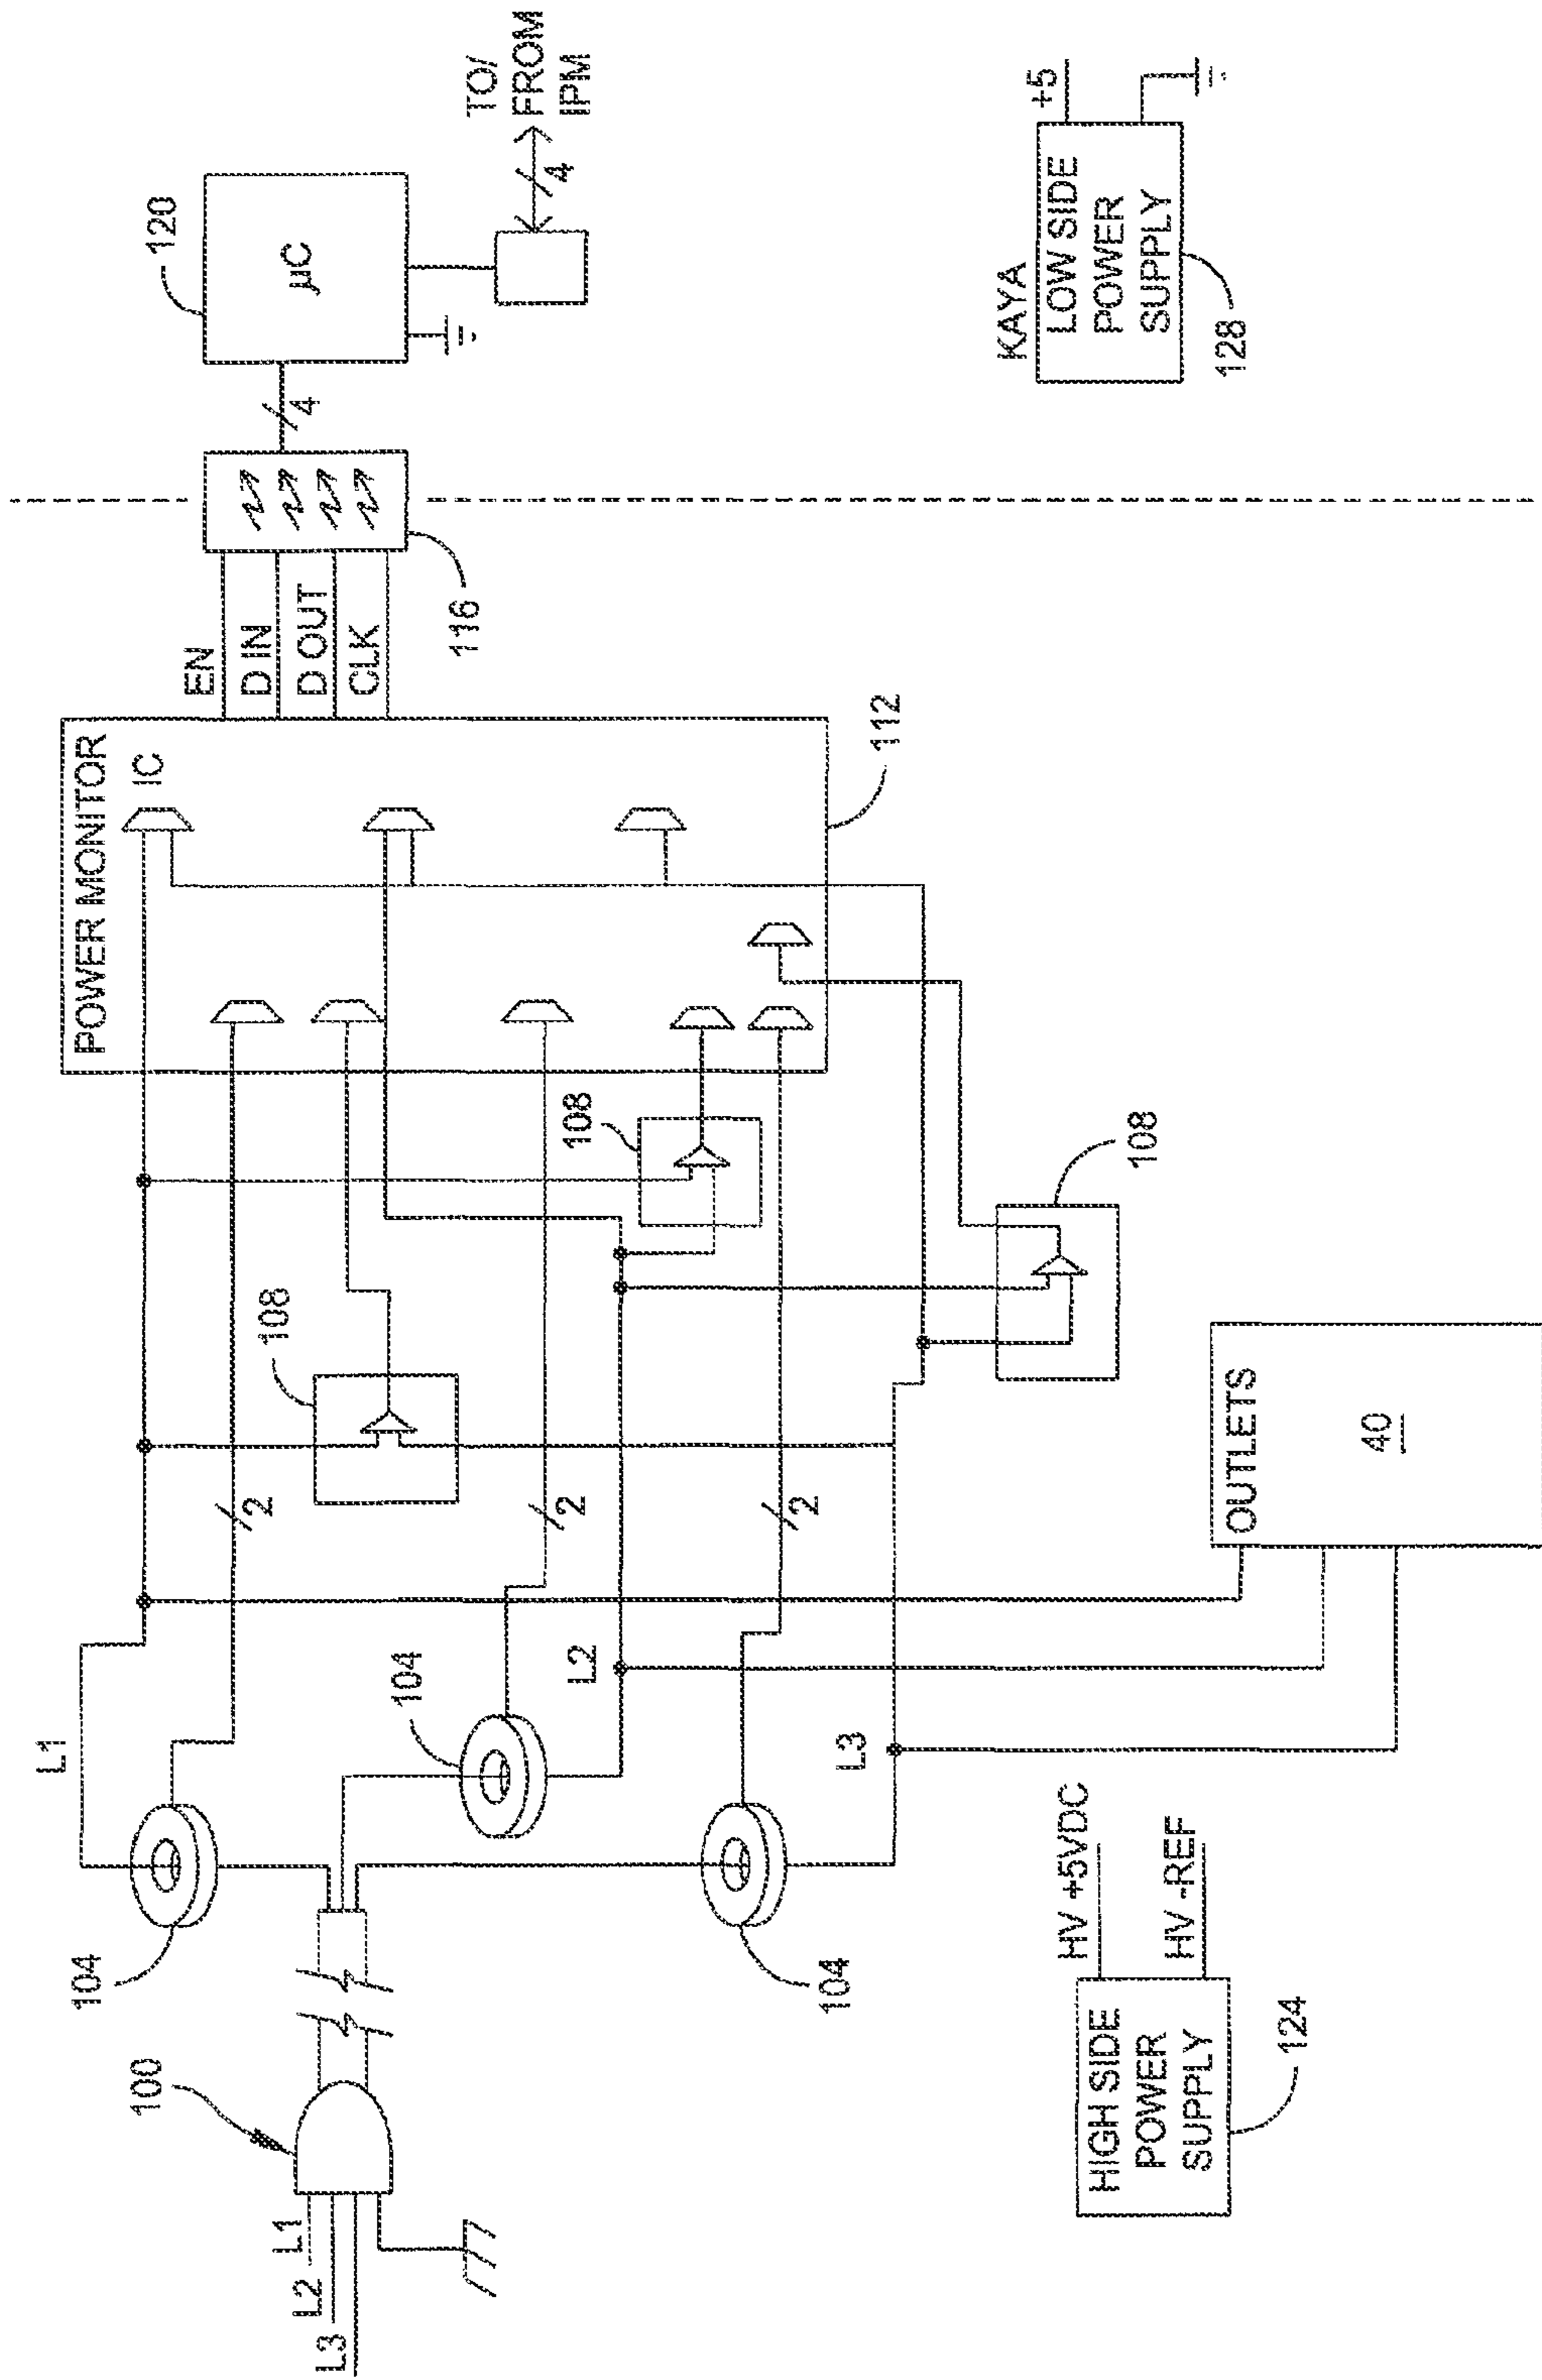 L1
L2
L3
100
104
L1
104
L2
104
L3
2
2
2
108
108
108
POWER MONITOR
IC
112
EN
D IN
D OUT
CLK
116
4
120
µC
4
TO/
FROM
IPM
HIGH SIDE
POWER
SUPPLY
124
HV +5VDC
HV -REF
OUTLETS
40
KAYA
LOW SIDE
POWER
SUPPLY
128
+5